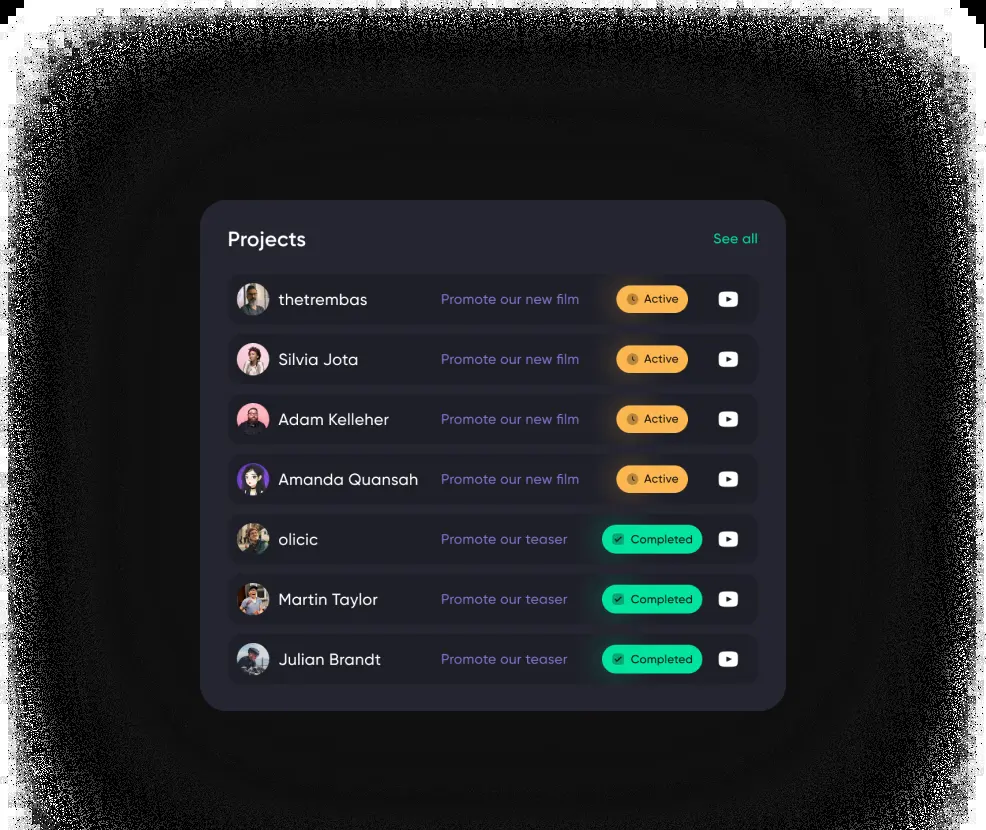 Projects See all
thetrembas Promote our new film Active
Silvia Jota Promote our new film Active
Adam Kelleher Promote our new film Active
Amanda Quansah Promote our new film Active
olicic Promote our teaser Completed
Martin Taylor Promote our teaser Completed
Julian Brandt Promote our teaser Completed